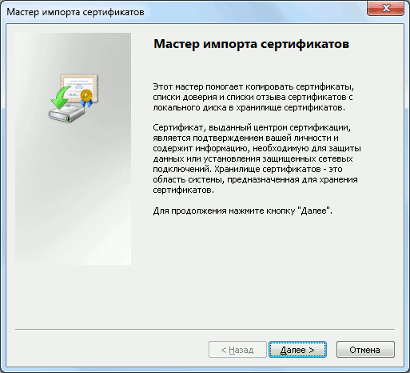 Мастер импорта сертификатов
Мастер импорта сертификатов
Этот мастер помогает копировать сертификаты,
списки доверия и списки отзыва сертификатов с
локального диска в хранилище сертификатов.
Сертификат, выданный центром сертификации,
является подтверждением вашей личности и
содержит информацию, необходимую для защиты
данных или установления защищенных сетевых
подключений. Хранилище сертификатов - это
область системы, предназначенная для хранения
сертификатов.
Для продолжения нажмите кнопку "Далее".
< Назад
Далее >
Отмена